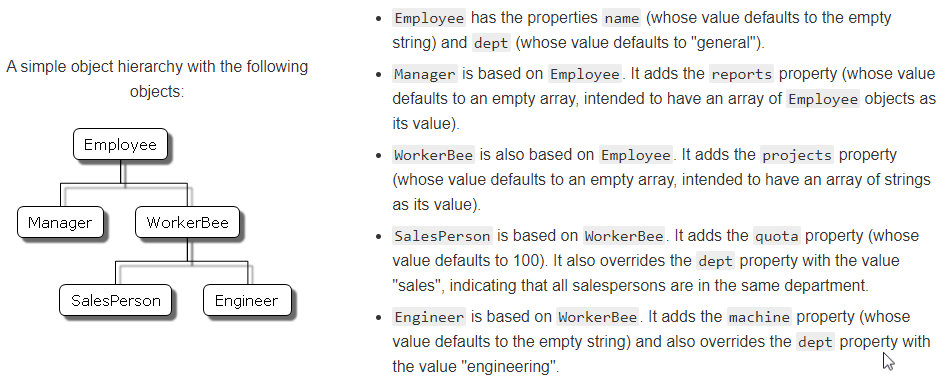 A simple object hierarchy with the following
objects:
Employee
Manager
WorkerBee
SalesPerson
Engineer
• Employee has the properties name (whose value defaults to the empty
string) and dept (whose value defaults to "general").
• Manager is based on Employee. It adds the reports property (whose value
defaults to an empty array, intended to have an array of Employee objects as
its value).
• WorkerBee is also based on Employee. It adds the projects property
(whose value defaults to an empty array, intended to have an array of strings
as its value).
• SalesPerson is based on WorkerBee. It adds the quota property (whose
value defaults to 100). It also overrides the dept property with the value
"sales", indicating that all salespersons are in the same department.
• Engineer is based on WorkerBee. It adds the machine property (whose
value defaults to the empty string) and also overrides the dept property with
the value "engineering".